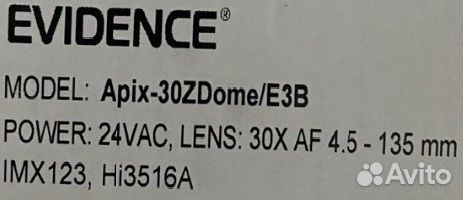 EVIDENCE®
MODEL: Apix-30ZDome/E3B
POWER: 24VAC, LENS: 30X AF 4.5 - 135 mm
IMX123, Hi3516A
Avito